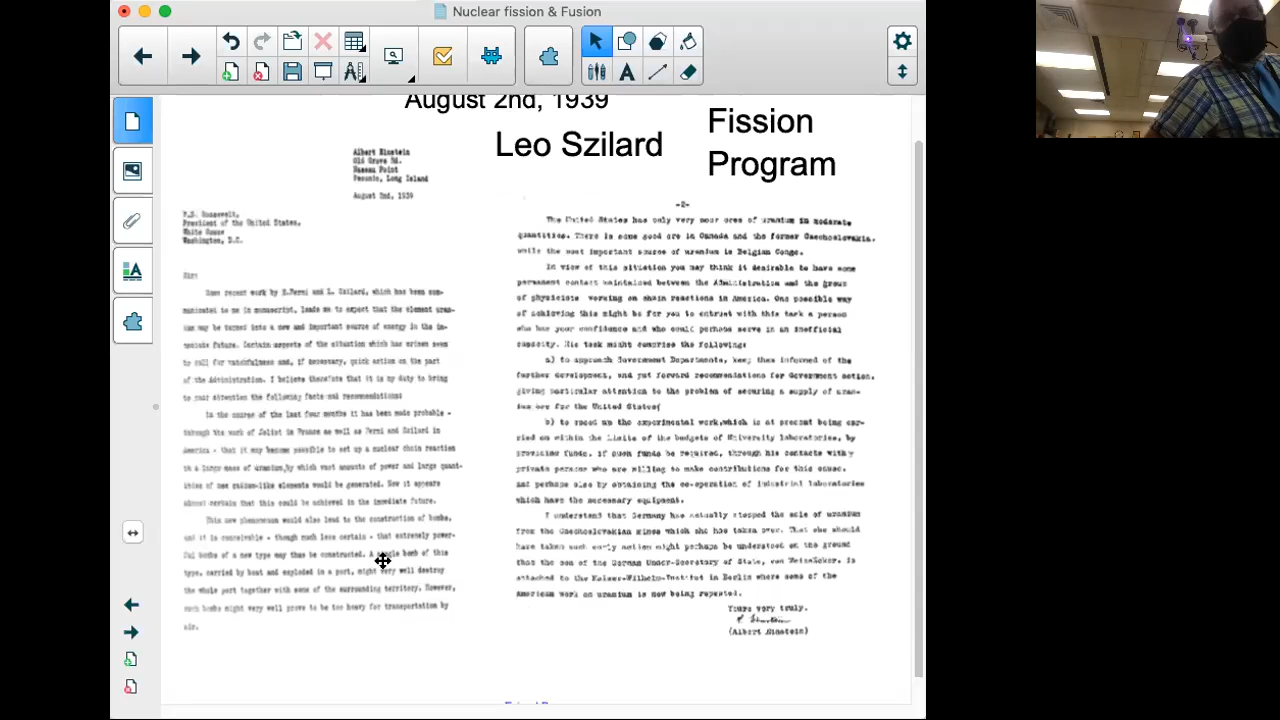 Nuclear fission & Fusion
August 2nd, 1939
Leo Szilard
Fission
Program
Albert Einstein
Old Grove Rd.
Nassau Point
Peconic, Long Island
August 2nd, 1939
F.D. Roosevelt,
President of the United States,
White House
Washington, D.C.
Sir:
Some recent work by E.Fermi and L. Szilard, which has been com-
municated to me in manuscript, leads me to expect that the element uran-
ium may be turned into a new and important source of energy in the im-
mediate future. Certain aspects of the situation which has arisen seem
to call for watchfulness and, if necessary, quick action on the part
of the Administration. I believe therefore that it is my duty to bring
to your attention the following facts and recommendations:
In the course of the last four months it has been made probable -
through the work of Joliot in France as well as Fermi and Szilard in
America - that it may become possible to set up a nuclear chain reaction
in a large mass of uranium,by which vast amounts of power and large quant-
ities of new radium-like elements would be generated. Now it appears
almost certain that this could be achieved in the immediate future.
This new phenomenon would also lead to the construction of bombs,
and it is conceivable - though much less certain - that extremely power-
ful bombs of a new type may thus be constructed. A single bomb of this
type, carried by boat and exploded in a port, might very well destroy
the whole port together with some of the surrounding territory. However,
such bombs might very well prove to be too heavy for transportation by
air.
-2-
The United States has only very poor ores of uranium in moderate
quantities. There is some good ore in Canada and the former Czechoslovakia,
while the most important source of uranium is Belgian Congo.
In view of this situation you may think it desirable to have some
permanent contact maintained between the Administration and the group
of physicists working on chain reactions in America. One possible way
of achieving this might be for you to entrust with this task a person
who has your confidence and who could perhaps serve in an inofficial
capacity. His task might comprise the following:
a) to approach Government Departments, keep them informed of the
further development, and put forward recommendations for Government action,
giving particular attention to the problem of securing a supply of uran-
ium ore for the United States;
b) to speed up the experimental work,which is at present being car-
ried on within the limits of the budgets of University laboratories, by
providing funds, if such funds be required, through his contacts with
private persons who are willing to make contributions for this cause,
and perhaps also by obtaining the co-operation of industrial laboratories
which have the necessary equipment.
I understand that Germany has actually stopped the sale of uranium
from the Czechoslovakian mines which she has taken over. That she should
have taken such early action might perhaps be understood on the ground
that the son of the German Under-Secretary of State, von Weizsäcker, is
attached to the Kaiser-Wilhelm-Institut in Berlin where some of the
American work on uranium is now being repeated.
Yours very truly,
(Albert Einstein)